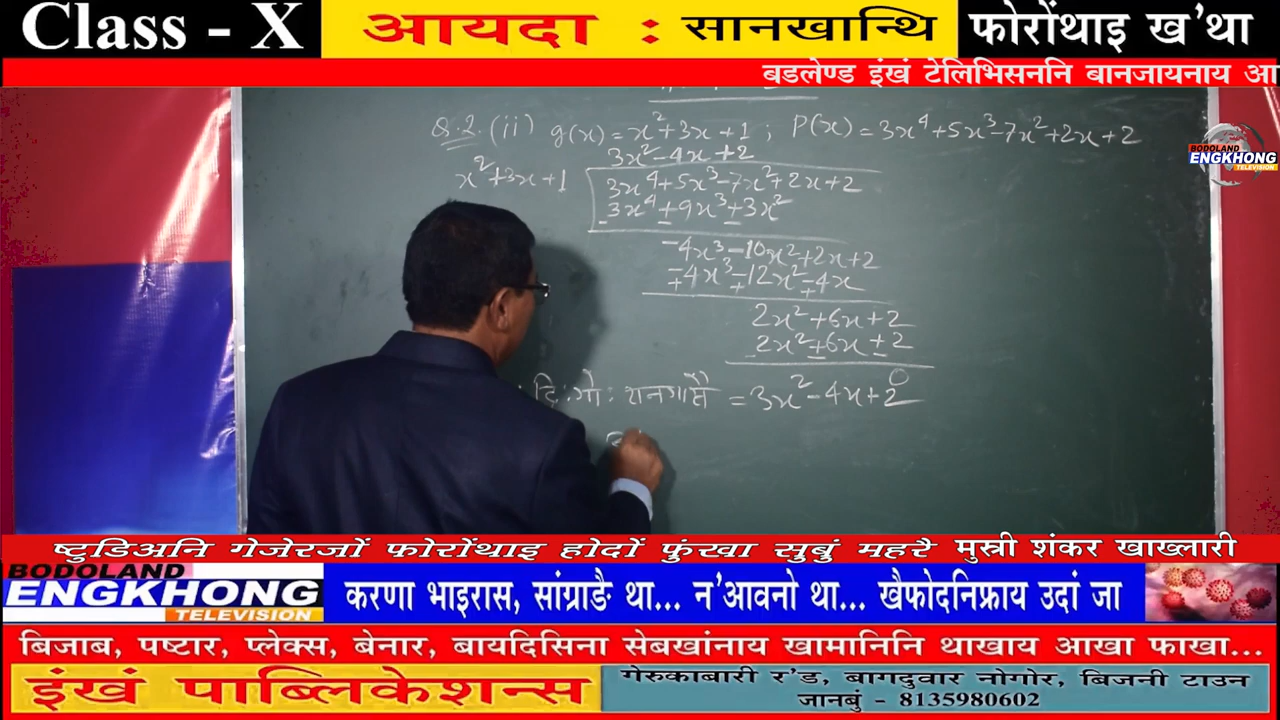 Class - X आयदा : सानखान्थि फोरोंथाइ ख'था
बडलेण्ड इंखं टेलिभिसननि बानजायनाय आ
Q.2. (ii) g(x) = x² + 3x + 1 ; P(x) = 3x⁴ + 5x³ - 7x² + 2x + 2
3x² - 4x + 2
x² + 3x + 1 3x⁴ + 5x³ - 7x² + 2x + 2
3x⁴ + 9x³ + 3x²
- - -
-4x³ - 10x² + 2x + 2
-4x³ - 12x² - 4x
+ + +
2x² + 6x + 2
2x² + 6x + 2
- - -
0
= 3x² - 4x + 2
BODOLAND
ENGKHONG
TELEVISION
ष्टुडिअनि गेजेरजों फोरोंथाइ होदों फुंखा सुबुं महरै मुस्री शंकर खाख्लारी
BODOLAND
ENGKHONG
TELEVISION
करणा भाइरास, सांग्राङै था... न'आवनो था... खैफोदनिफ्राय उदां जा
बिजाब, पष्टार, प्लेक्स, बेनार, बायदिसिना सेबखांनाय खामानिनि थाखाय आखा फाखा...
इंखं पाब्लिकेशन्स
गेरुकाबारी र'ड, बागदुवार नोगोर, बिजनी टाउन
जानबुं - 8135980602